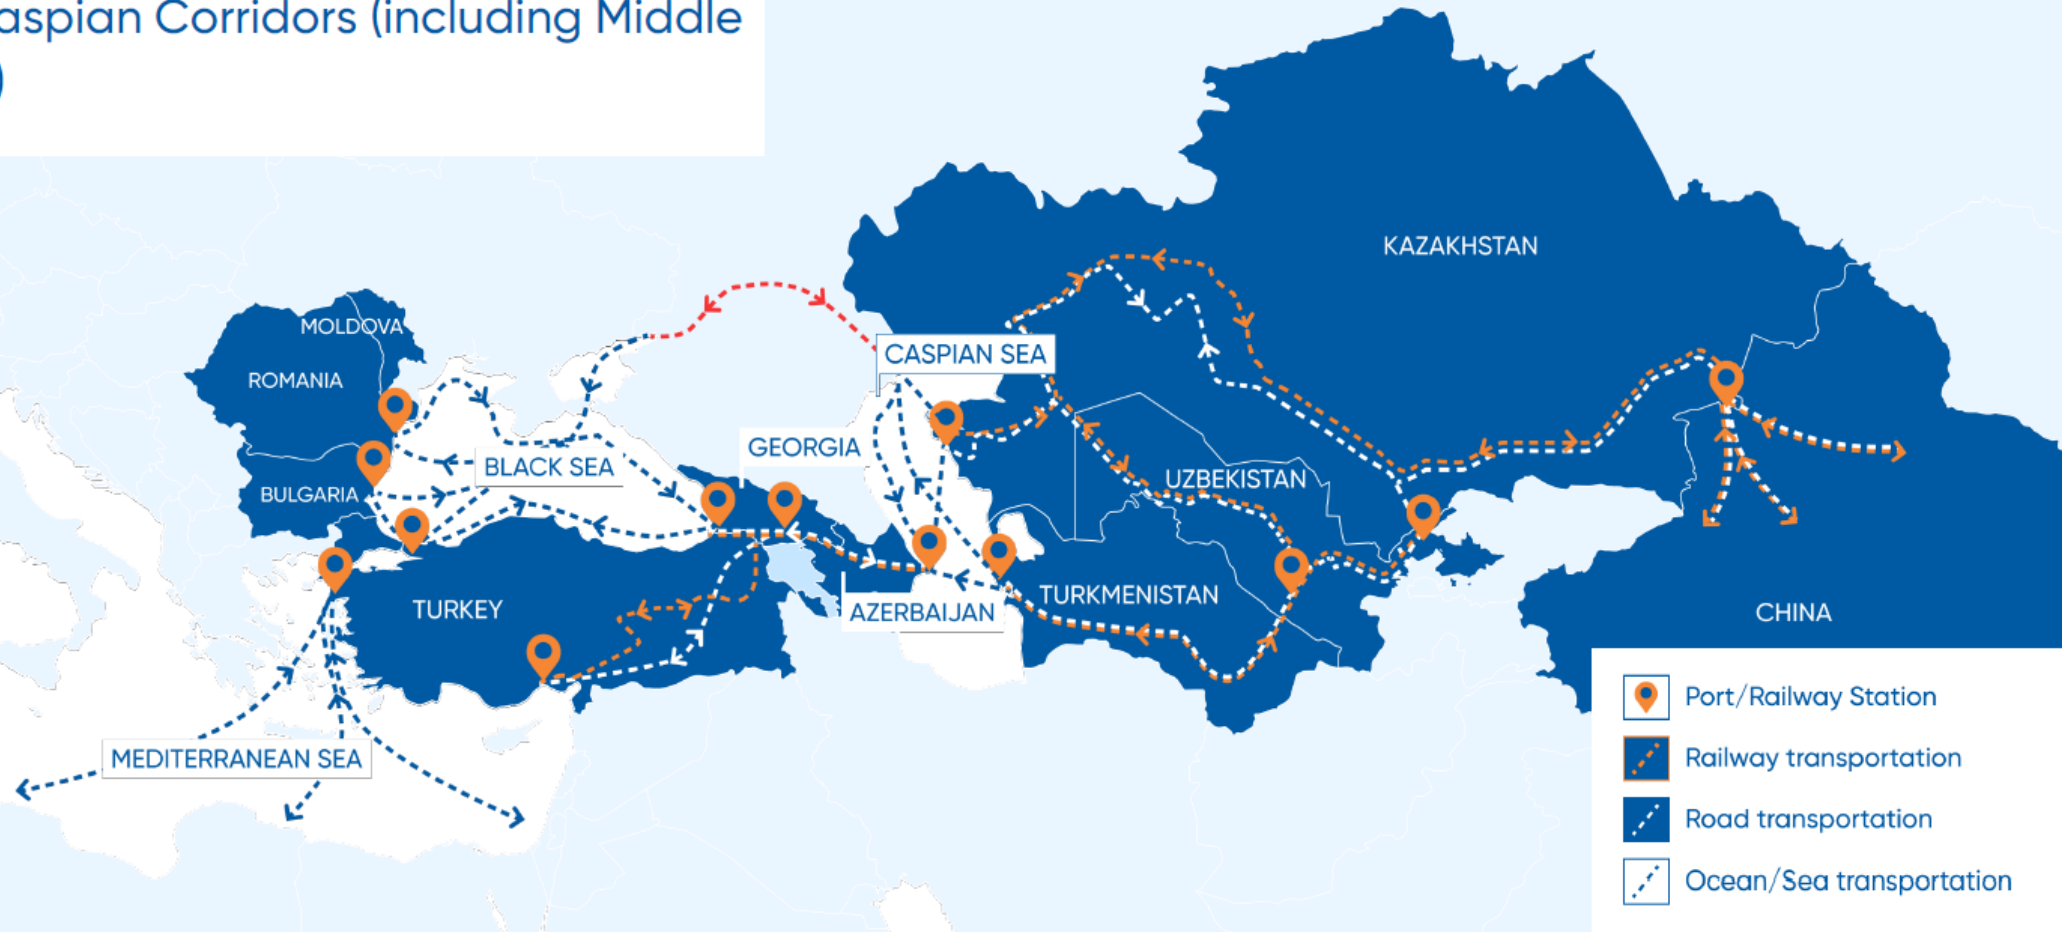 aspian Corridors (including Middle
)
KAZAKHSTAN
MOLDOVA
CASPIAN SEA
ROMANIA
GEORGIA
BLACK SEA
UZBEKISTAN
BULGARIA
TURKMENISTAN
TURKEY
AZERBAIJAN
CHINA
MEDITERRANEAN SEA
Port/Railway Station
Railway transportation
Road transportation
Ocean/Sea transportation